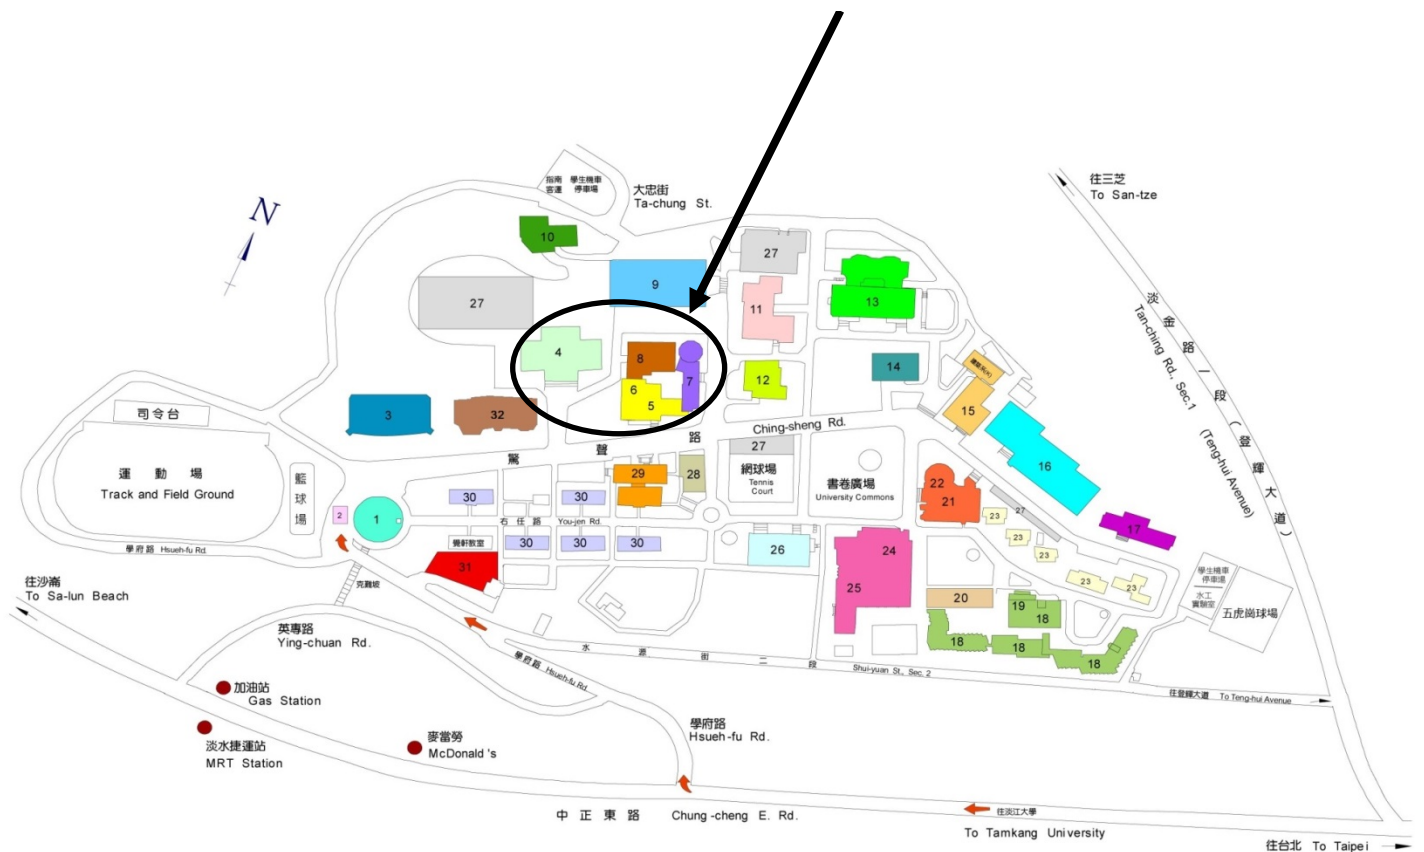 指南 學生機車
客運 停車場
大忠街
Ta-chung St.
往三芝
To San-tze
N
10
27
9
27
11
13
淡金路一段(登輝大道)
Tan-ching Rd., Sec.1 (Teng-hui Avenue)
4
8
7
6
5
12
14
建築系(K)
15
16
17
3
32
司令台
運動場
Track and Field Ground
籃球場
驚聲路
Ching-sheng Rd.
27
網球場
Tennis
Court
書卷廣場
University Commons
29
28
30
30
22
21
27
23
23
23
23
23
2
1
右任路 You-jen Rd.
覺軒教室
30
30
30
26
24
25
31
克難坡
學府路 Hsueh-fu Rd.
20
19
18
18
18
18
學生機車
停車場
水工
實驗室
五虎崗球場
往沙崙
To Sa-lun Beach
英專路
Ying-chuan Rd.
學府路 Hsueh-fu Rd.
水源街二段 Shui-yuan St., Sec. 2
往登輝大道 To Teng-hui Avenue
加油站
Gas Station
淡水捷運站
MRT Station
麥當勞
McDonald's
學府路
Hsueh-fu Rd.
中正東路 Chung-cheng E. Rd.
往淡江大學
To Tamkang University
往台北 To Taipei